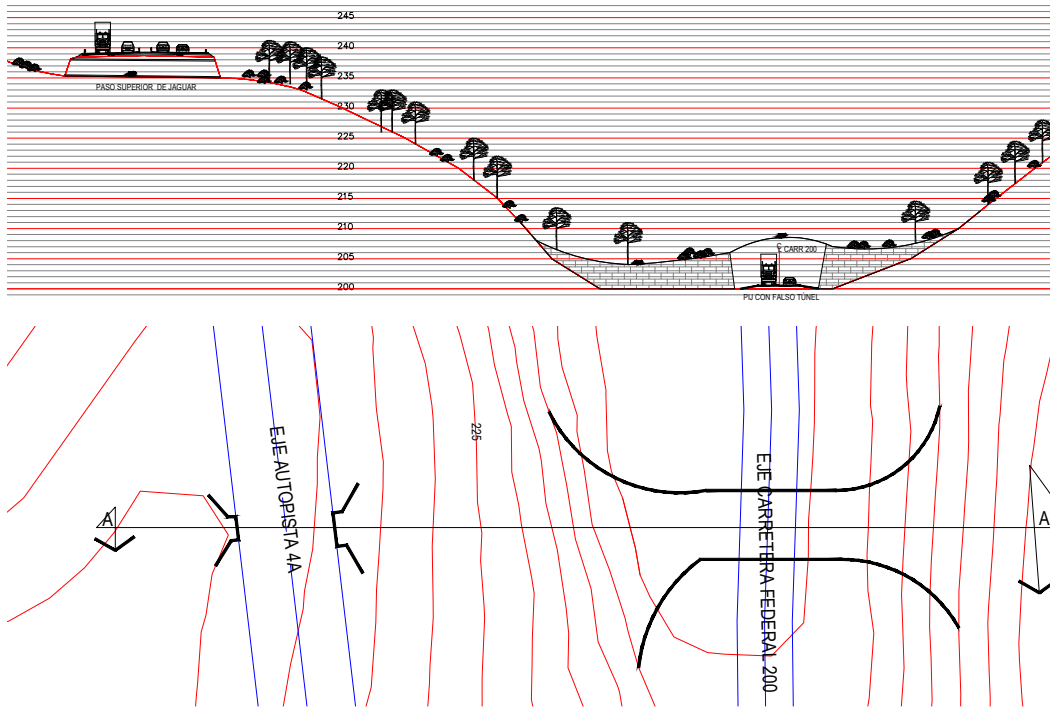 245
240
235
PASO SUPERIOR DE JAGUAR
230
225
220
215
210
℄ CARR 200
205
200
PIJ CON FALSO TÚNEL
225
EJE AUTOPISTA 4A
EJE CARRETERA FEDERAL 200
A
A